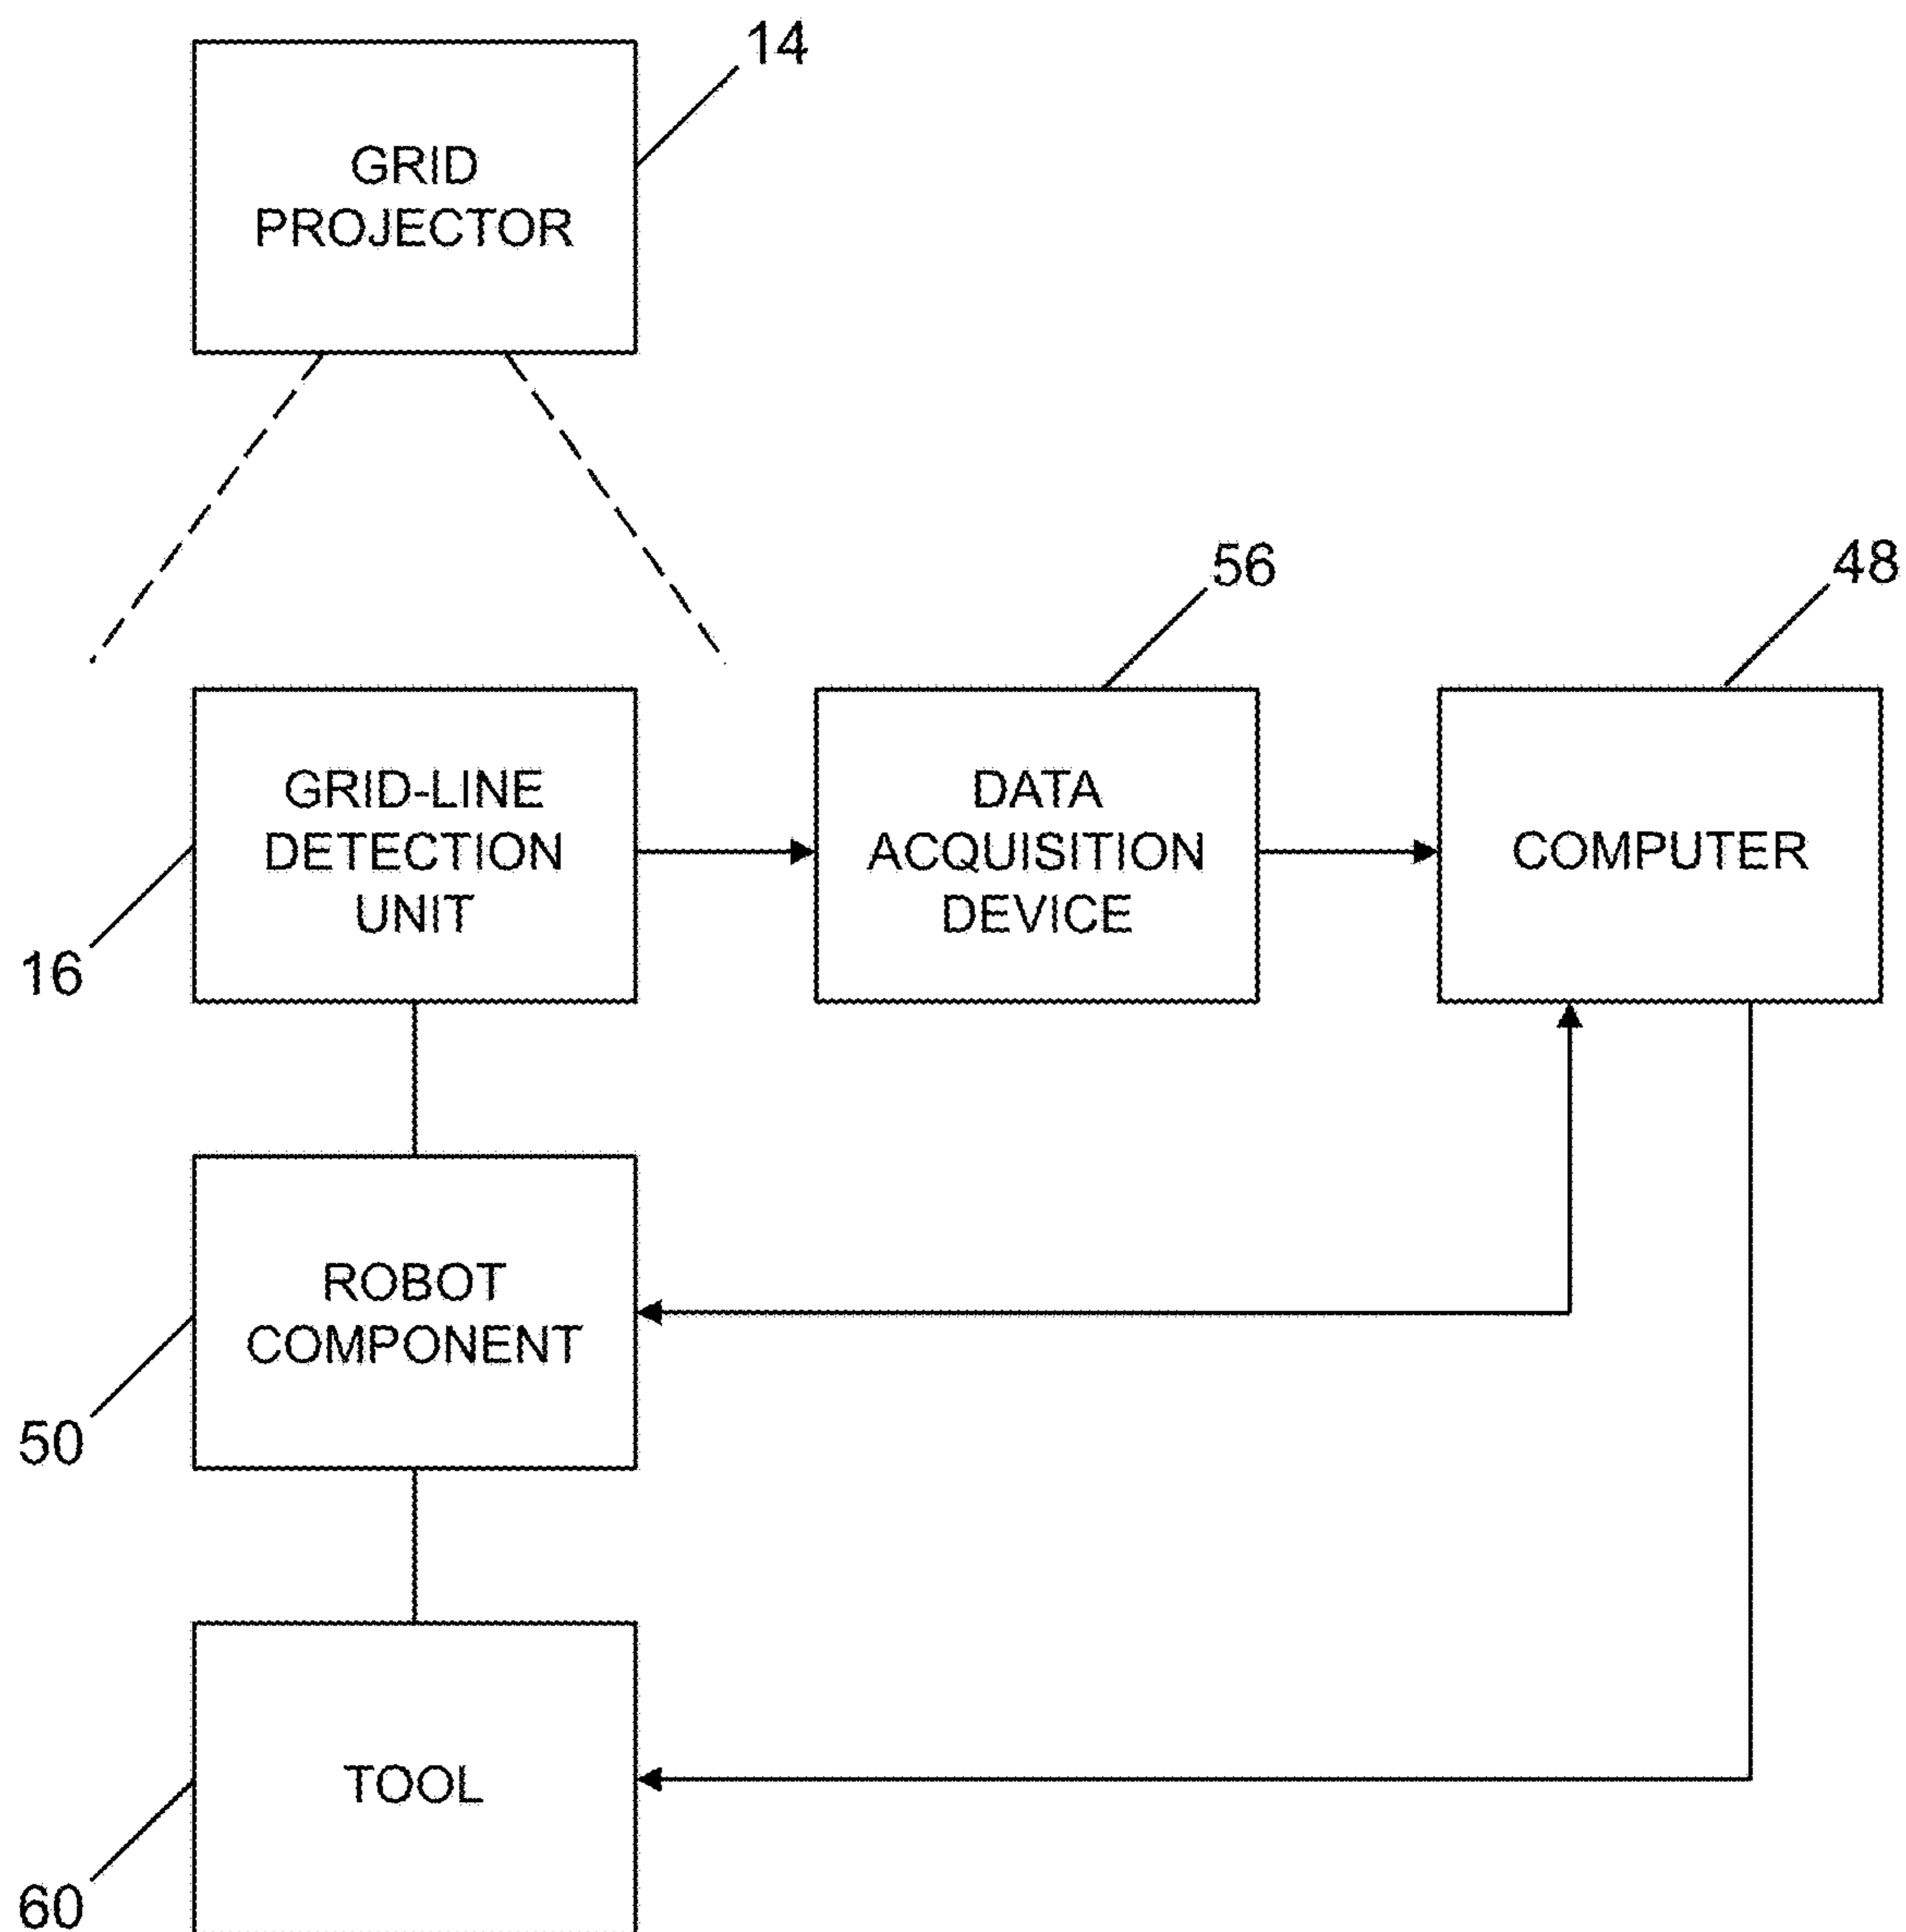 14
GRID
PROJECTOR
56
48
GRID-LINE
DETECTION
UNIT
DATA
ACQUISITION
DEVICE
COMPUTER
16
ROBOT
COMPONENT
50
TOOL
60